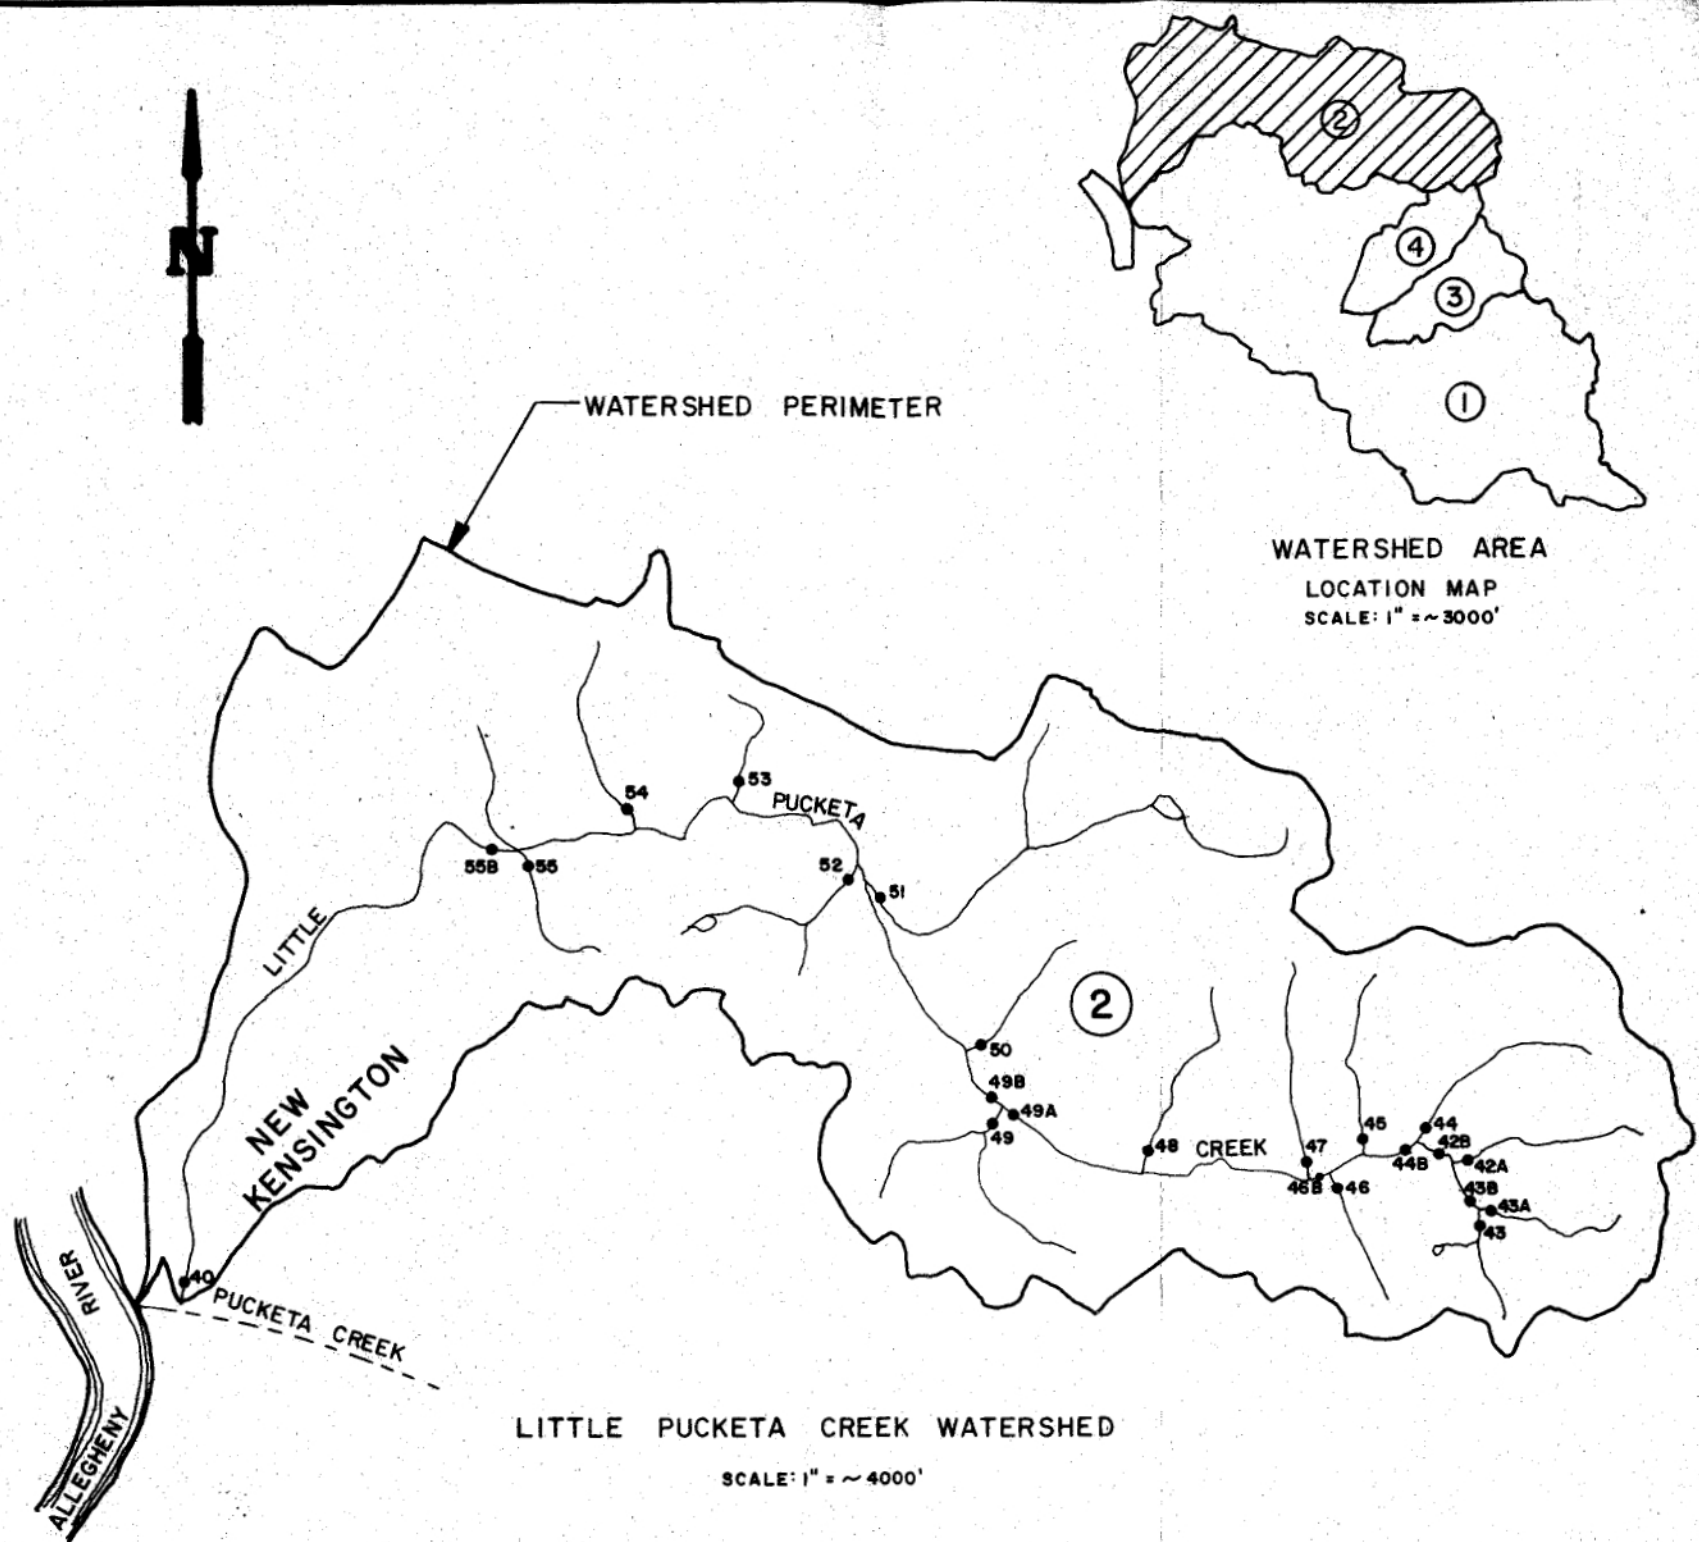 N
2
4
3
1
WATERSHED PERIMETER
WATERSHED AREA
LOCATION MAP
SCALE: 1" = ~ 3000'
53
54
PUCKETA
55B
55
52
51
LITTLE
2
50
49B
49A
49
48
CREEK
47
45
44
42B
44B
42A
46B
46
43B
43A
43
NEW
KENSINGTON
40
PUCKETA CREEK
RIVER
ALLEGHENY
LITTLE PUCKETA CREEK WATERSHED
SCALE: 1" = ~ 4000'